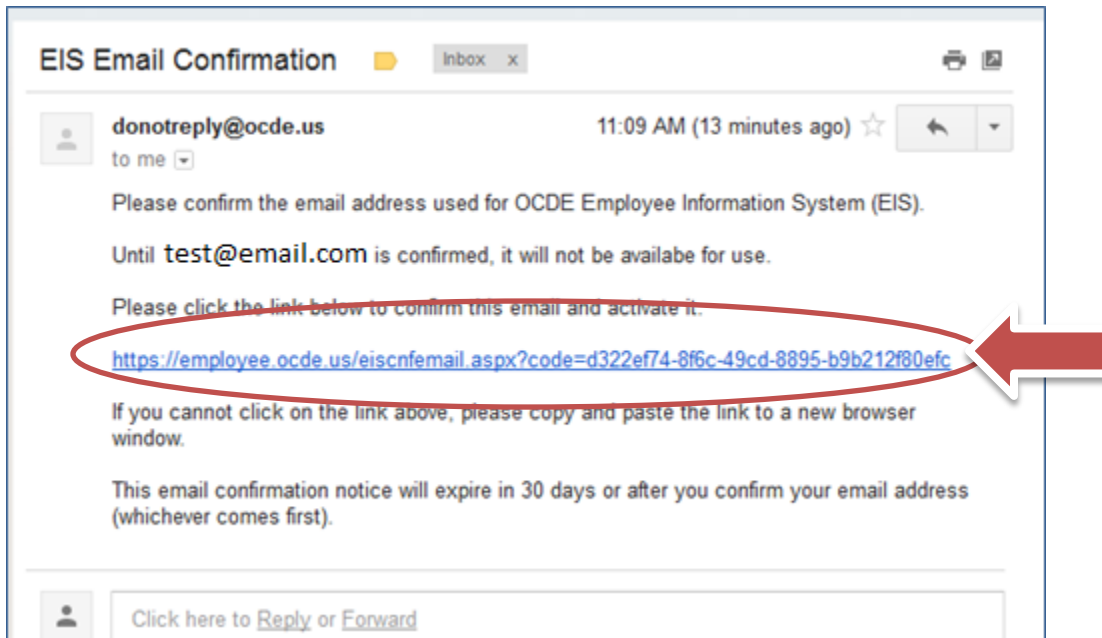 EIS Email Confirmation Inbox x
donotreply@ocde.us 11:09 AM (13 minutes ago)
to me
Please confirm the email address used for OCDE Employee Information System (EIS).
Until test@email.com is confirmed, it will not be availabe for use.
Please click the link below to confirm this email and activate it:
https://employee.ocde.us/eiscnfemail.aspx?code=d322ef74-8f6c-49cd-8895-b9b212f80efc
If you cannot click on the link above, please copy and paste the link to a new browser
window.
This email confirmation notice will expire in 30 days or after you confirm your email address
(whichever comes first).
Click here to Reply or Forward